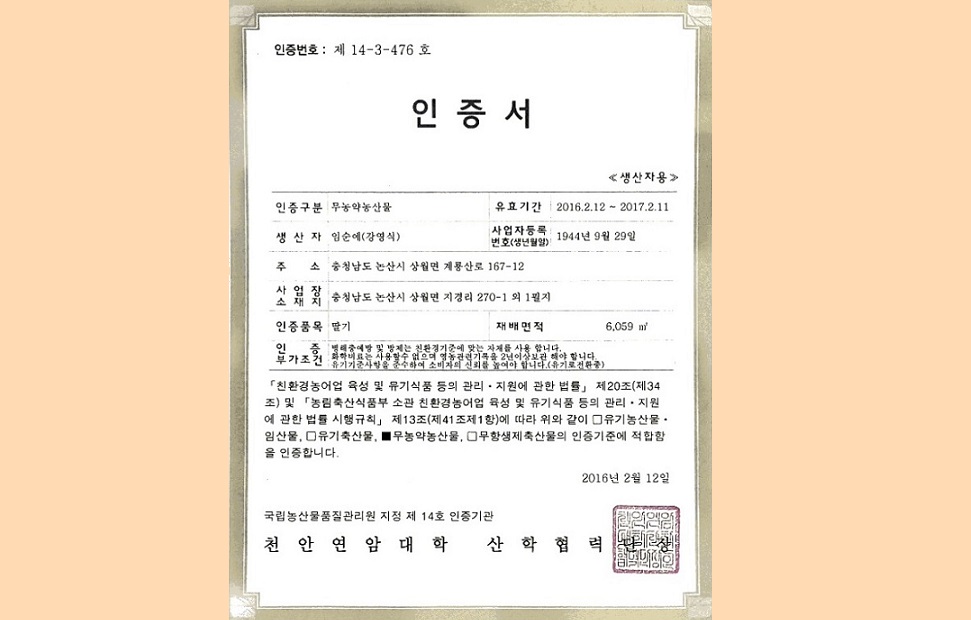 인증번호 : 제 14-3-476 호
인 증 서
≪생산자용≫
인증구분 무농약농산물 유효기간 2016.2.12 ~ 2017.2.11
생 산 자 임순예(강영식) 사업자등록 번호(생년월일) 1944년 9월 29일
주 소 충청남도 논산시 상월면 계룡산로 167-12
사 업 장 소 재 지 충청남도 논산시 상월면 지경리 270-1 외 1필지
인증품목 딸기 재배면적 6,059 ㎡
인 증 부가조건 병해충예방 및 방제는 친환경기준에 맞는 자재를 사용 합니다.
화학비료는 사용할수 없으며 영농관련기록을 2년이상보관 해야 합니다.
유기기준사항을 준수하여 소비자의 신뢰를 높여야 합니다.(유기로전환중)
「친환경농어업 육성 및 유기식품 등의 관리・지원에 관한 법률」 제20조(제34
조) 및 「농림축산식품부 소관 친환경농어업 육성 및 유기식품 등의 관리・지원
에 관한 법률 시행규칙」 제13조(제41조제1항)에 따라 위와 같이 □유기농산물・
임산물, □유기축산물, ■무농약농산물, □무항생제축산물의 인증기준에 적합함
을 인증합니다.
2016년 2월 12일
국립농산물품질관리원 지정 제 14호 인증기관
천 안 연 암 대 학 산 학 협 력 단 장